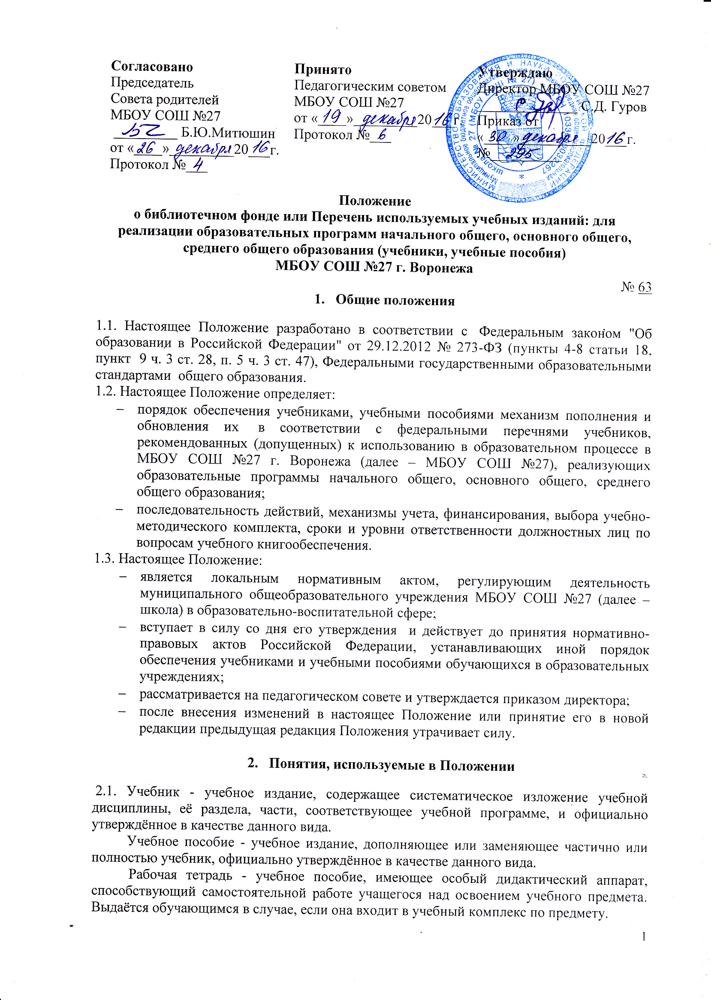 Согласовано
Председатель
Совета родителей
МБОУ СОШ №27
_________ Б.Ю.Митюшин
от «26» декабря 2016г.
Протокол № 4
Принято
Педагогическим советом
МБОУ СОШ №27
от «19» декабря 2016 г.
Протокол № 6
Утверждаю
Директор МБОУ СОШ №27
С.Д. Гуров
Приказ от
«30» декабря 2016г.
№ 295
МИНИСТЕРСТВО ОБРАЗОВАНИЯ И НАУКИ РОССИЙСКОЙ ФЕДЕРАЦИИ
Положение
о библиотечном фонде или Перечень используемых учебных изданий: для
реализации образовательных программ начального общего, основного общего,
среднего общего образования (учебники, учебные пособия)
МБОУ СОШ №27 г. Воронежа
№ 63
1. Общие положения
1.1. Настоящее Положение разработано в соответствии с Федеральным законом "Об
образовании в Российской Федерации" от 29.12.2012 № 273-ФЗ (пункты 4-8 статьи 18,
пункт 9 ч. 3 ст. 28, п. 5 ч. 3 ст. 47), Федеральными государственными образовательными
стандартами общего образования.
1.2. Настоящее Положение определяет:
– порядок обеспечения учебниками, учебными пособиями механизм пополнения и
обновления их в соответствии с федеральными перечнями учебников,
рекомендованных (допущенных) к использованию в образовательном процессе в
МБОУ СОШ №27 г. Воронежа (далее – МБОУ СОШ №27), реализующих
образовательные программы начального общего, основного общего, среднего
общего образования;
– последовательность действий, механизмы учета, финансирования, выбора учебно-
методического комплекта, сроки и уровни ответственности должностных лиц по
вопросам учебного книгообеспечения.
1.3. Настоящее Положение:
– является локальным нормативным актом, регулирующим деятельность
муниципального общеобразовательного учреждения МБОУ СОШ №27 (далее –
школа) в образовательно-воспитательной сфере;
– вступает в силу со дня его утверждения и действует до принятия нормативно-
правовых актов Российской Федерации, устанавливающих иной порядок
обеспечения учебниками и учебными пособиями обучающихся в образовательных
учреждениях;
– рассматривается на педагогическом совете и утверждается приказом директора;
– после внесения изменений в настоящее Положение или принятие его в новой
редакции предыдущая редакция Положения утрачивает силу.
2. Понятия, используемые в Положении
2.1. Учебник - учебное издание, содержащее систематическое изложение учебной
дисциплины, её раздела, части, соответствующее учебной программе, и официально
утверждённое в качестве данного вида.
Учебное пособие - учебное издание, дополняющее или заменяющее частично или
полностью учебник, официально утверждённое в качестве данного вида.
Рабочая тетрадь - учебное пособие, имеющее особый дидактический аппарат,
способствующий самостоятельной работе учащегося над освоением учебного предмета.
Выдаётся обучающимся в случае, если она входит в учебный комплекс по предмету.
1